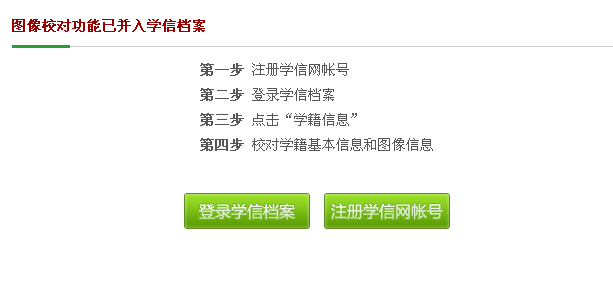 图像校对功能已并入学信档案
第一步 注册学信网帐号
第二步 登录学信档案
第三步 点击“学籍信息”
第四步 校对学籍基本信息和图像信息
登录学信档案 注册学信网帐号